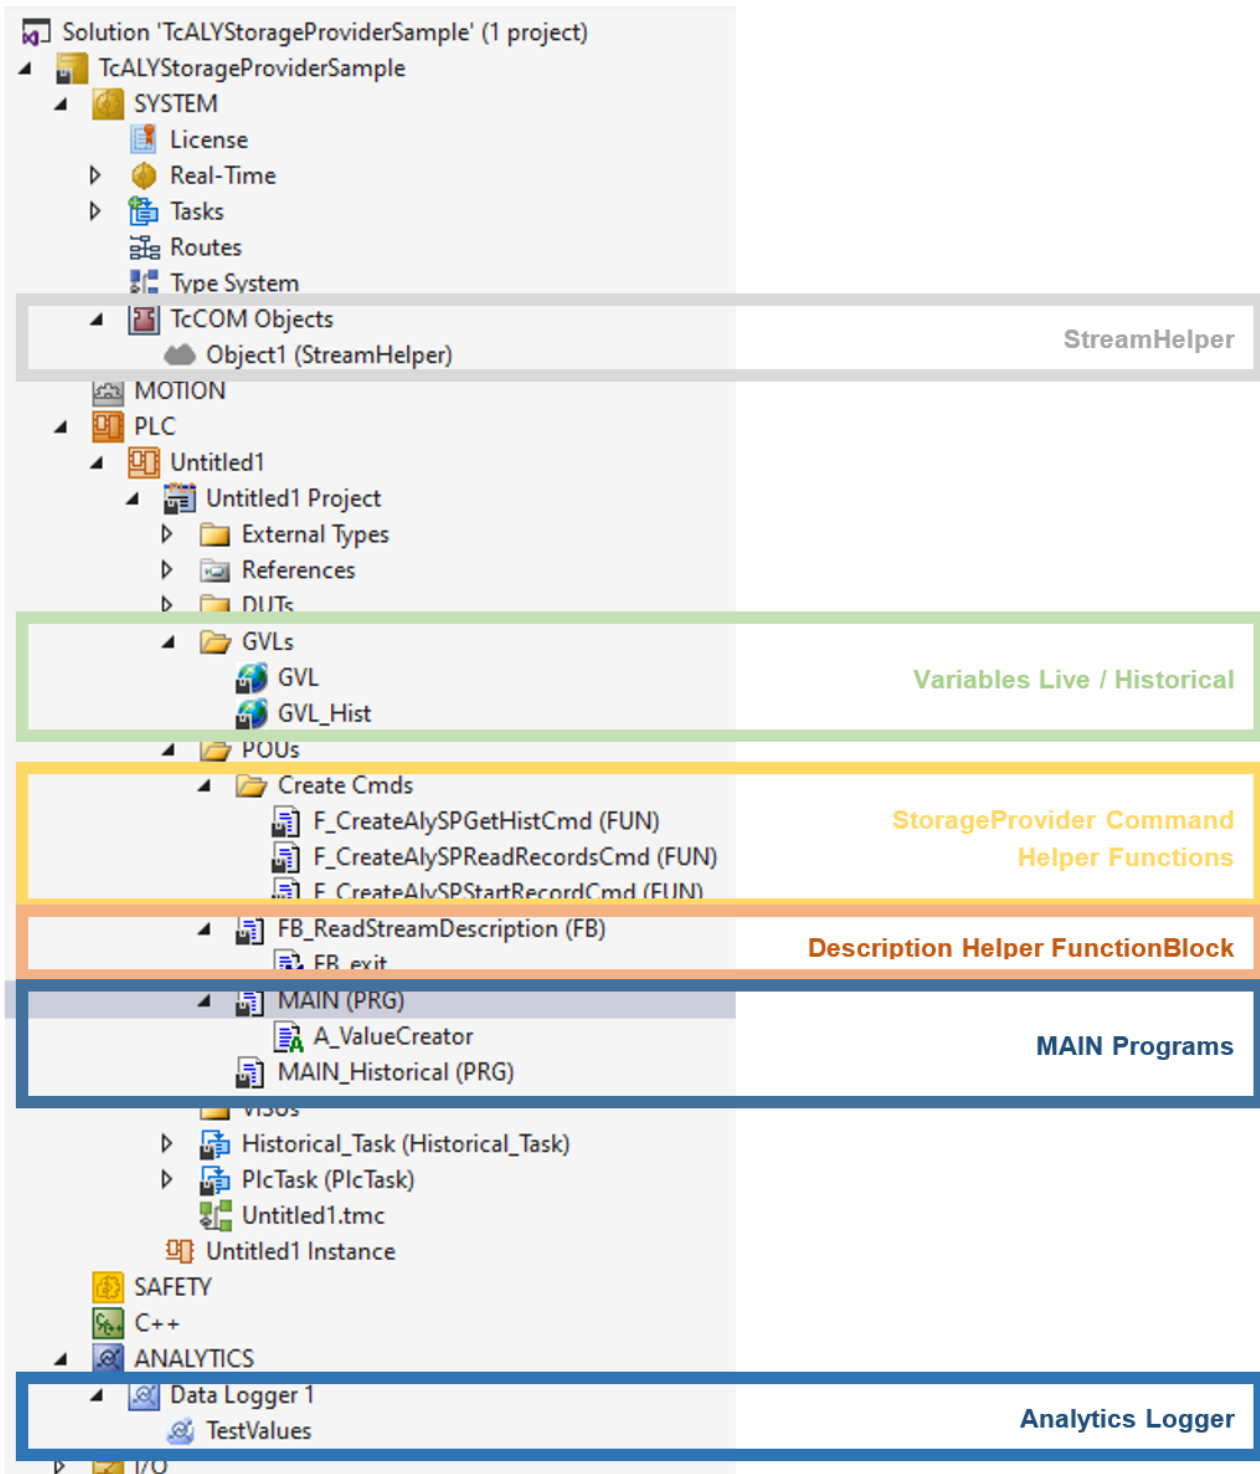 Solution 'TcALYStorageProviderSample' (1 project)
TcALYStorageProviderSample
SYSTEM
License
Real-Time
Tasks
Routes
Type System
TcCOM Objects
StreamHelper
Object1 (StreamHelper)
MOTION
PLC
Untitled1
Untitled1 Project
External Types
References
DUTs
GVLs
GVL
Variables Live / Historical
GVL_Hist
POUs
Create Cmds
F_CreateAlySPGetHistCmd (FUN)
StorageProvider Command
Helper Functions
F_CreateAlySPReadRecordsCmd (FUN)
F_CreateAlySPStartRecordCmd (FUN)
FB_ReadStreamDescription (FB)
Description Helper FunctionBlock
FB_exit
MAIN (PRG)
A_ValueCreator
MAIN Programs
MAIN_Historical (PRG)
VISUs
Historical_Task (Historical_Task)
PlcTask (PlcTask)
Untitled1.tmc
Untitled1 Instance
SAFETY
C++
ANALYTICS
Data Logger 1
Analytics Logger
TestValues
I/O